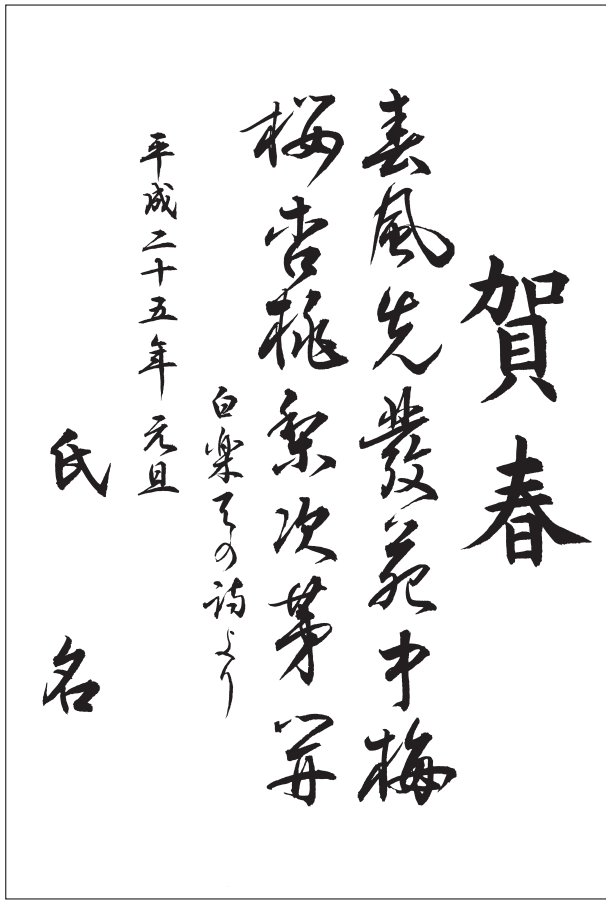 賀春
春風先發苑中梅
桜杏桃梨次第開
白楽天の詩より
平成二十五年元旦
氏名